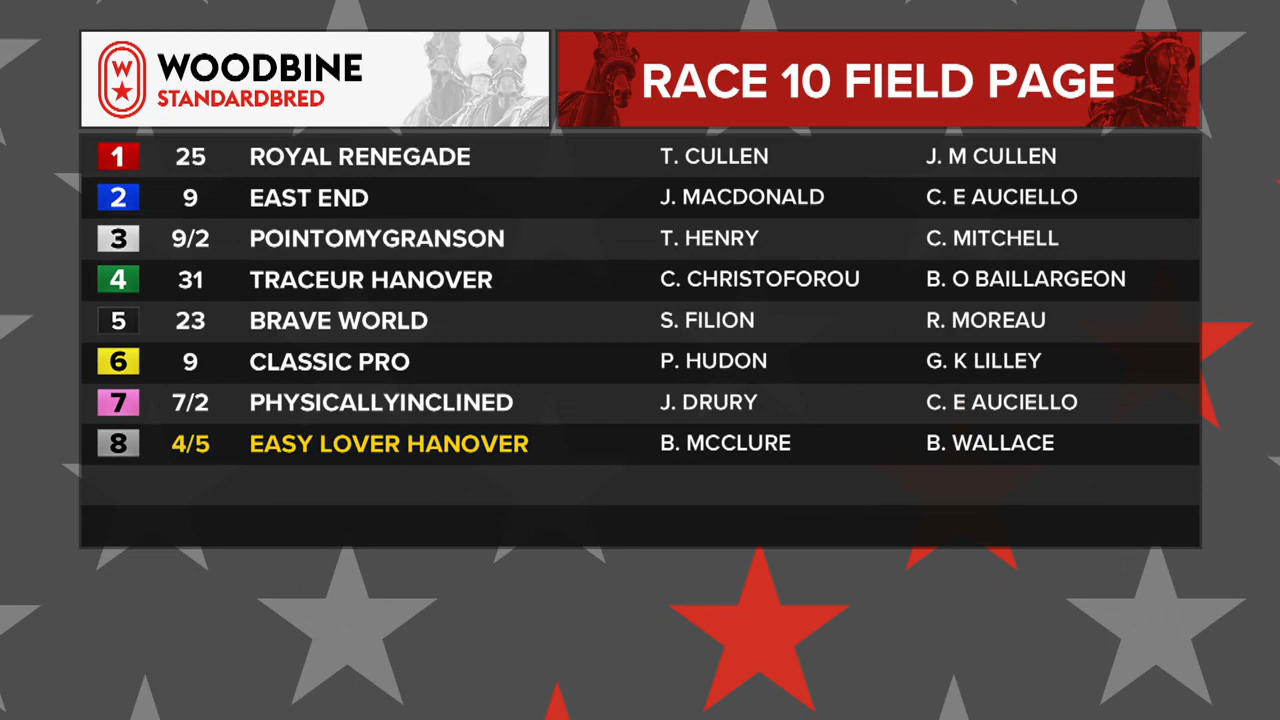 W WOODBINE
STANDARDBRED
RACE 10 FIELD PAGE
1 25 ROYAL RENEGADE T. CULLEN J. M CULLEN
2 9 EAST END J. MACDONALD C. E AUCIELLO
3 9/2 POINTOMYGRANSON T. HENRY C. MITCHELL
4 31 TRACEUR HANOVER C. CHRISTOFOROU B. O BAILLARGEON
5 23 BRAVE WORLD S. FILION R. MOREAU
6 9 CLASSIC PRO P. HUDON G. K LILLEY
7 7/2 PHYSICALLYINCLINED J. DRURY C. E AUCIELLO
8 4/5 EASY LOVER HANOVER B. MCCLURE B. WALLACE